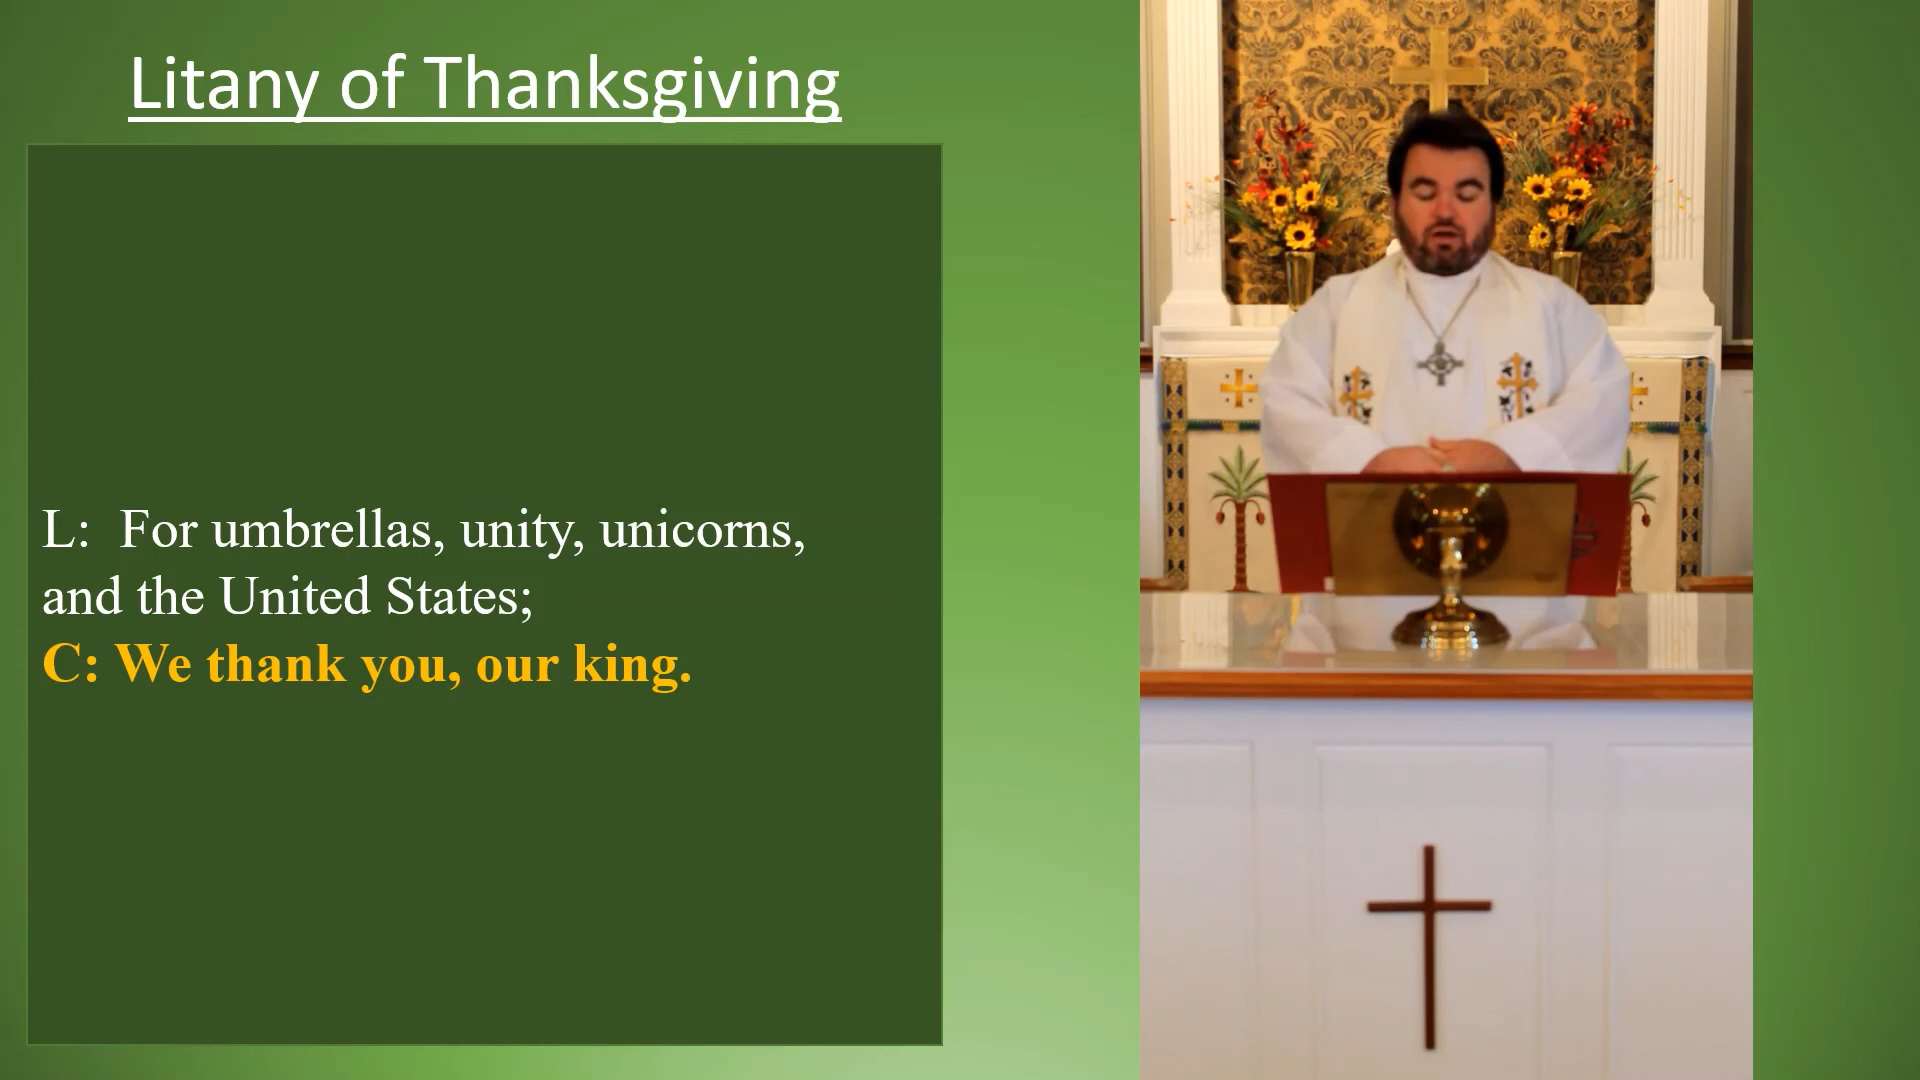 Litany of Thanksgiving
L:  For umbrellas, unity, unicorns,
and the United States;
C: We thank you, our king.